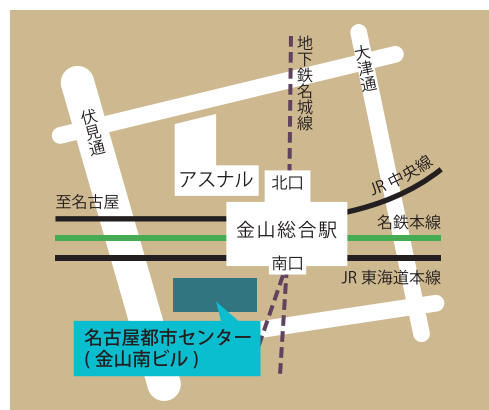 地下鉄名城線
大津通
伏見通
アスナル
北口
JR 中央線
至名古屋
名鉄本線
金山総合駅
南口
JR 東海道本線
名古屋都市センター
( 金山南ビル )